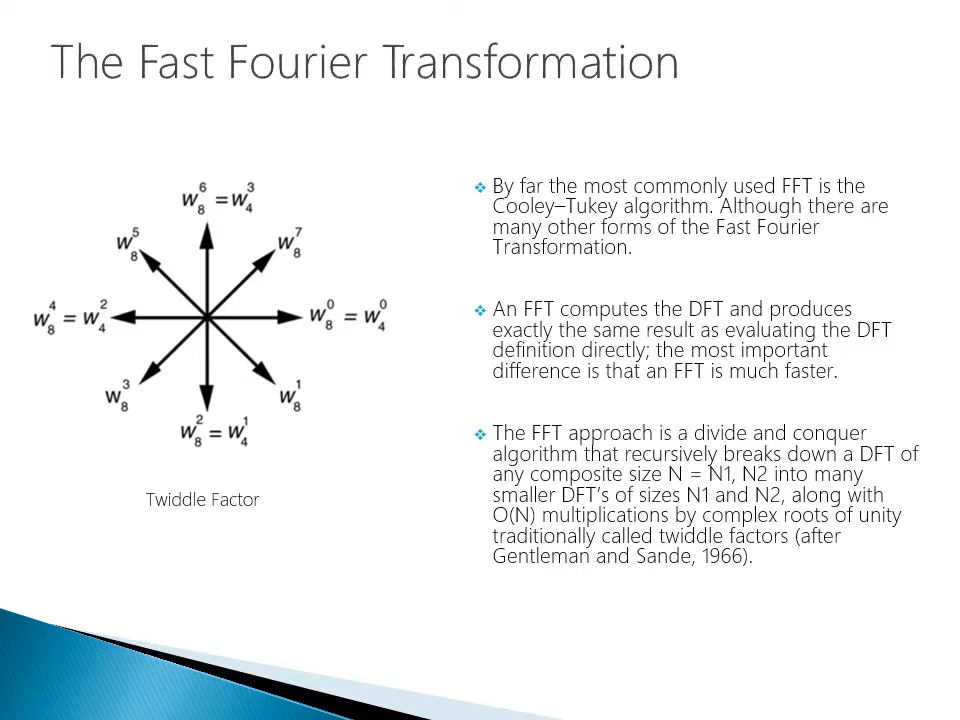 The Fast Fourier Transformation
w₈⁶ = w₄³
w₈⁵
w₈⁷
w₈⁴ = w₄²
w₈⁰ = w₄⁰
w₈³
w₈¹
w₈² = w₄¹
Twiddle Factor
❖ By far the most commonly used FFT is the
Cooley–Tukey algorithm. Although there are
many other forms of the Fast Fourier
Transformation.
❖ An FFT computes the DFT and produces
exactly the same result as evaluating the DFT
definition directly; the most important
difference is that an FFT is much faster.
❖ The FFT approach is a divide and conquer
algorithm that recursively breaks down a DFT of
any composite size N = N1, N2 into many
smaller DFT's of sizes N1 and N2, along with
O(N) multiplications by complex roots of unity
traditionally called twiddle factors (after
Gentleman and Sande, 1966).